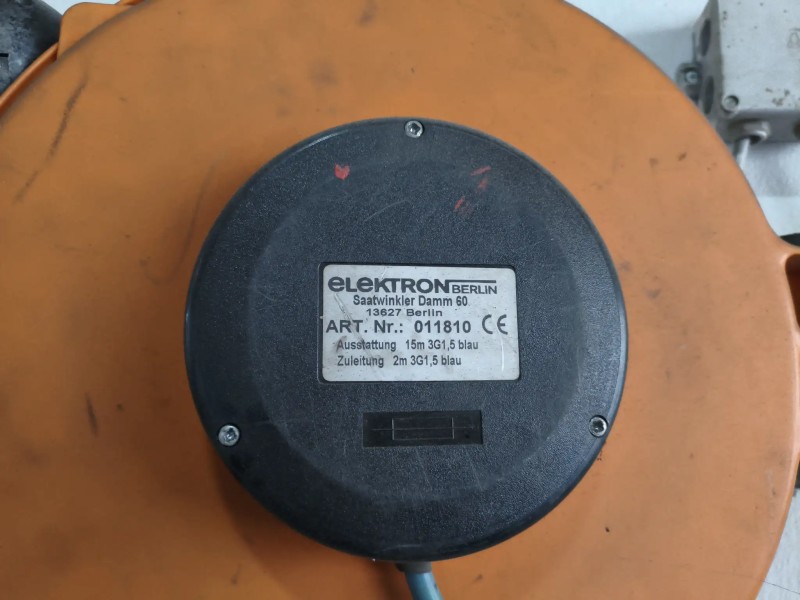 eLeKTRON BERLIN
Saatwinkler Damm 60
13627 Berlin
ART. Nr.: 011810 CE
Ausstattung 15m 3G1,5 blau
Zuleitung 2m 3G1,5 blau